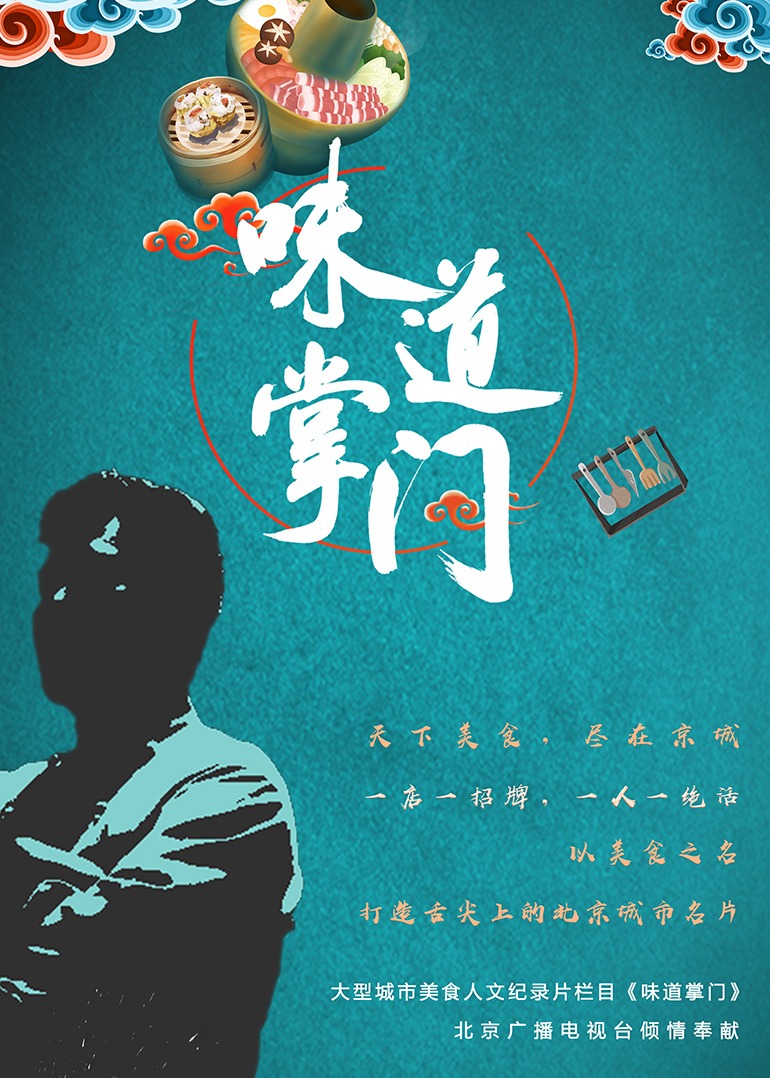 味道
掌门
天下美食，尽在京城
一店一招牌，一人一绝活
以美食之名
打造舌尖上的北京城市名片
大型城市美食人文纪录片栏目《味道掌门》
北京广播电视台倾情奉献